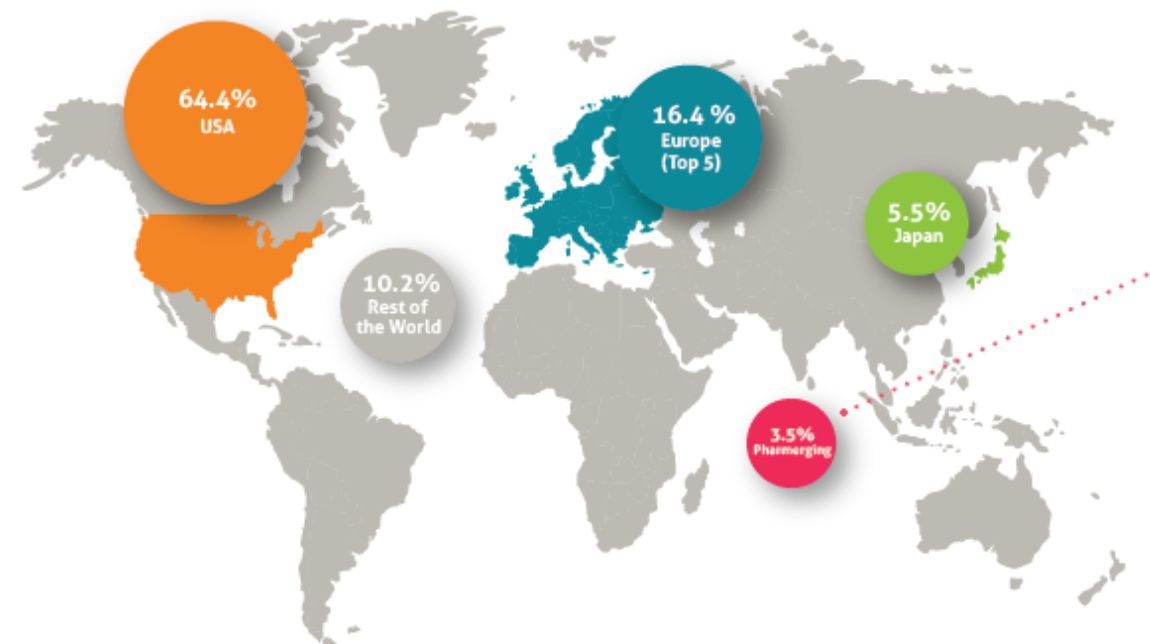 64.4%
USA
16.4 %
Europe
(Top 5)
5.5%
Japan
10.2%
Rest of
the World
3.5%
Pharmerging